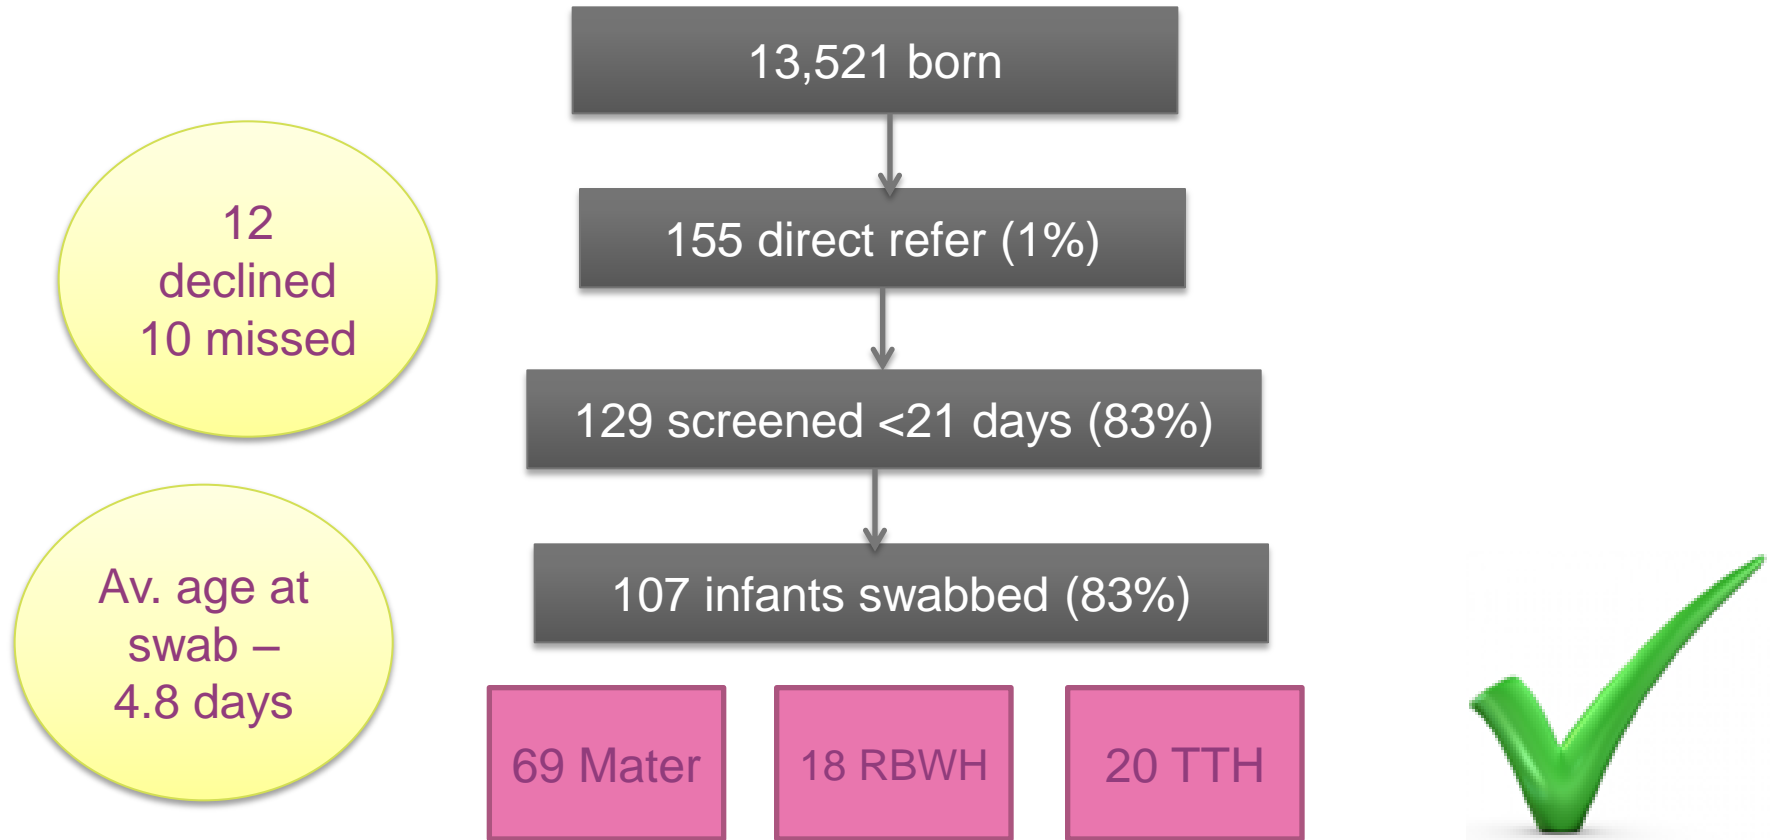 13,521 born
12
declined
10 missed
155 direct refer (1%)
129 screened <21 days (83%)
Av. age at
swab –
4.8 days
107 infants swabbed (83%)
69 Mater
18 RBWH
20 TTH